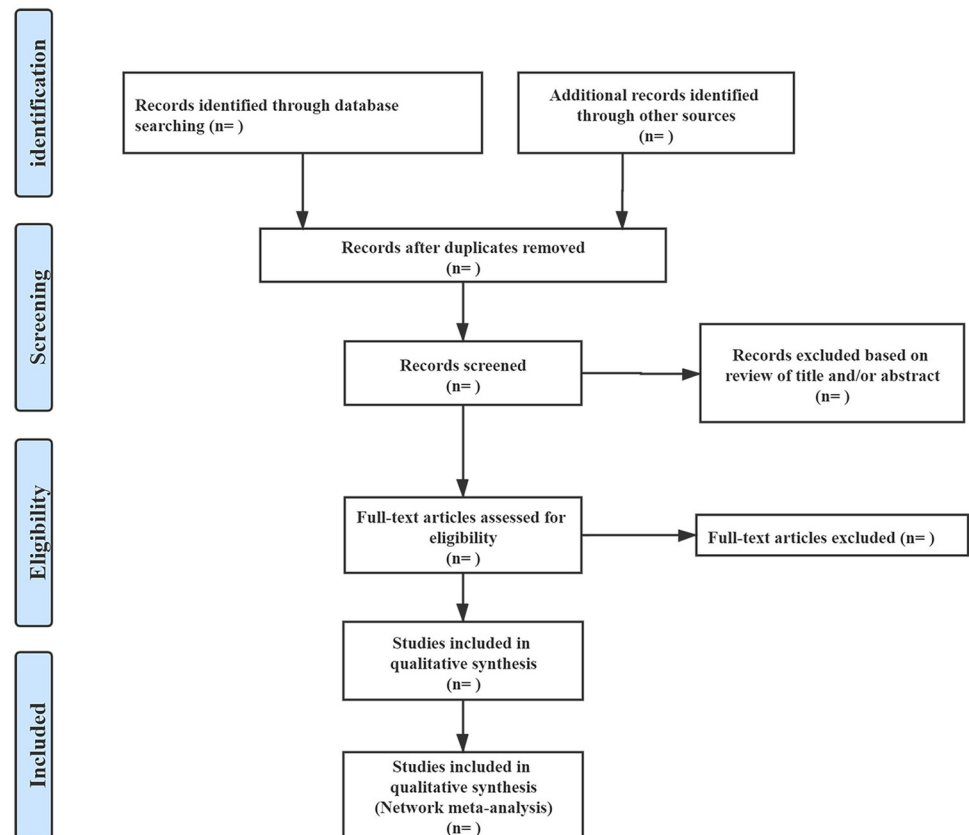 identification
Records identified through database
searching (n= )
Additional records identified
through other sources
(n= )
Screening
Records after duplicates removed
(n= )
Records screened
(n= )
Records excluded based on
review of title and/or abstract
(n= )
Eligibility
Full-text articles assessed for
eligibility
(n= )
Full-text articles excluded (n= )
Studies included in
qualitative synthesis
(n= )
Included
Studies included in
qualitative synthesis
(Network meta-analysis)
(n= )